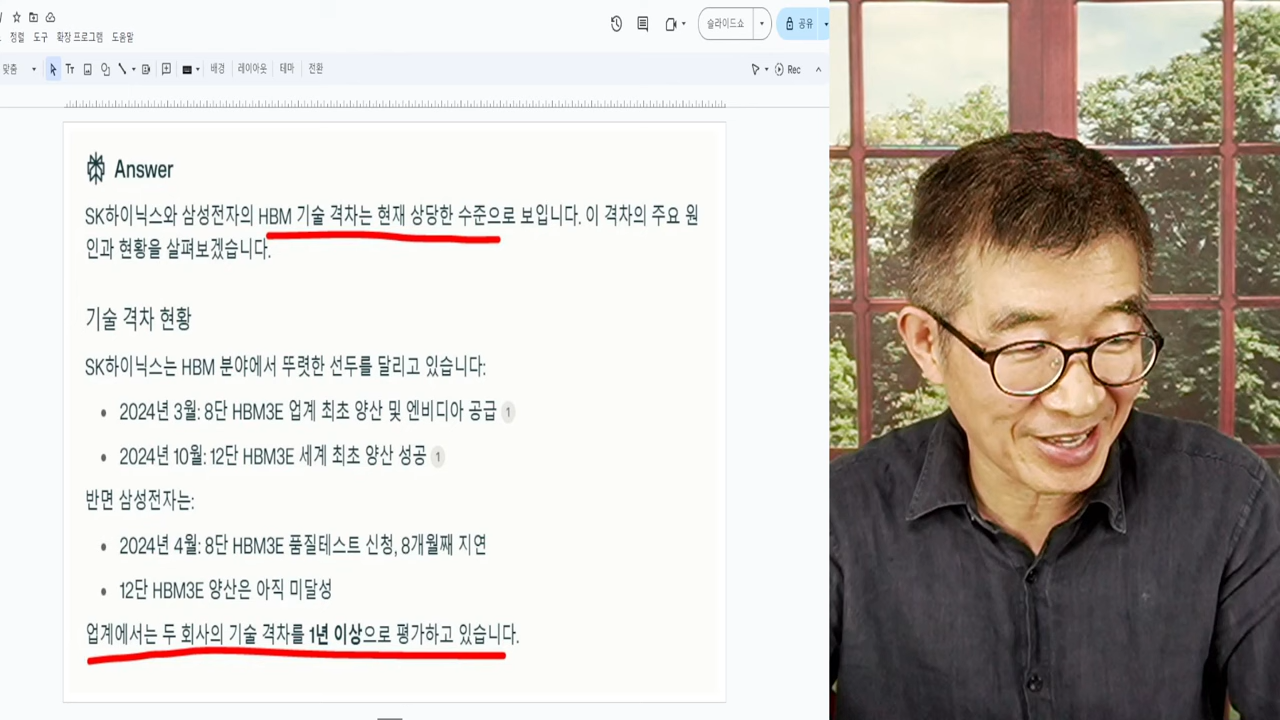 정렬 도구 확장 프로그램 도움말
슬라이드쇼
공유
맞춤
Tт
배경 레이아웃 테마 전환
Rec
Answer
SK하이닉스와 삼성전자의 HBM 기술 격차는 현재 상당한 수준으로 보입니다. 이 격차의 주요 원
인과 현황을 살펴보겠습니다.
기술 격차 현황
SK하이닉스는 HBM 분야에서 뚜렷한 선두를 달리고 있습니다:
• 2024년 3월: 8단 HBM3E 업계 최초 양산 및 엔비디아 공급 1
• 2024년 10월: 12단 HBM3E 세계 최초 양산 성공 1
반면 삼성전자는:
• 2024년 4월: 8단 HBM3E 품질테스트 신청, 8개월째 지연
• 12단 HBM3E 양산은 아직 미달성
업계에서는 두 회사의 기술 격차를 1년 이상으로 평가하고 있습니다.